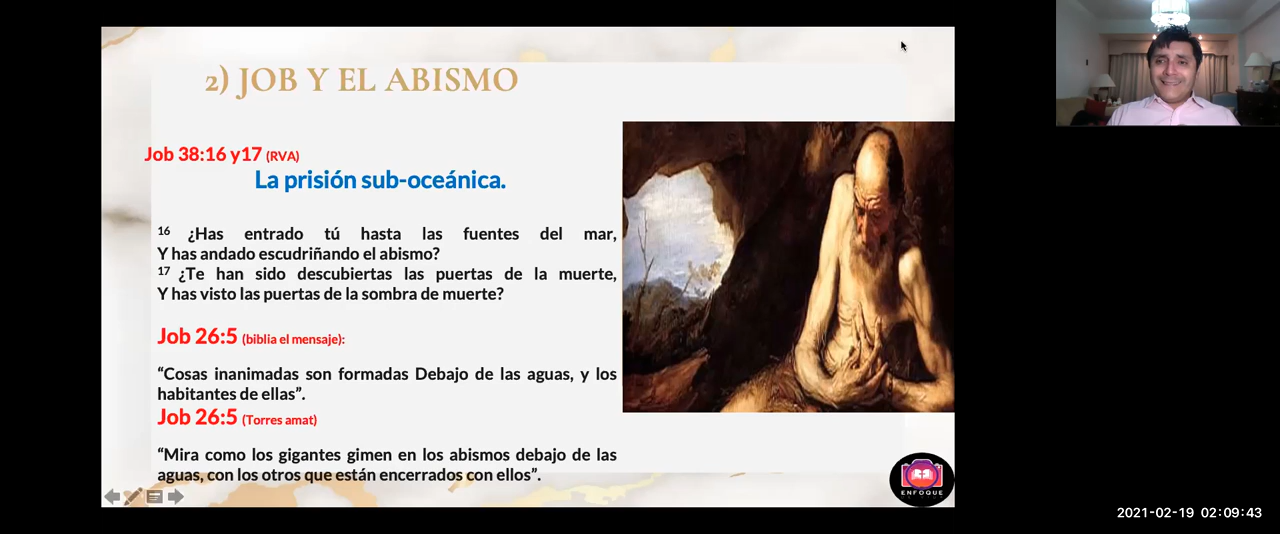 2) JOB Y EL ABISMO
Job 38:16 y17 (RVA)
La prisión sub-oceánica.
16 ¿Has entrado tú hasta las fuentes del mar,
Y has andado escudriñando el abismo?
17 ¿Te han sido descubiertas las puertas de la muerte,
Y has visto las puertas de la sombra de muerte?
Job 26:5 (biblia el mensaje):
“Cosas inanimadas son formadas Debajo de las aguas, y los
habitantes de ellas”.
Job 26:5 (Torres amat)
“Mira como los gigantes gimen en los abismos debajo de las
aguas, con los otros que están encerrados con ellos”.
ENFOQUE
2021-02-19 02:09:43